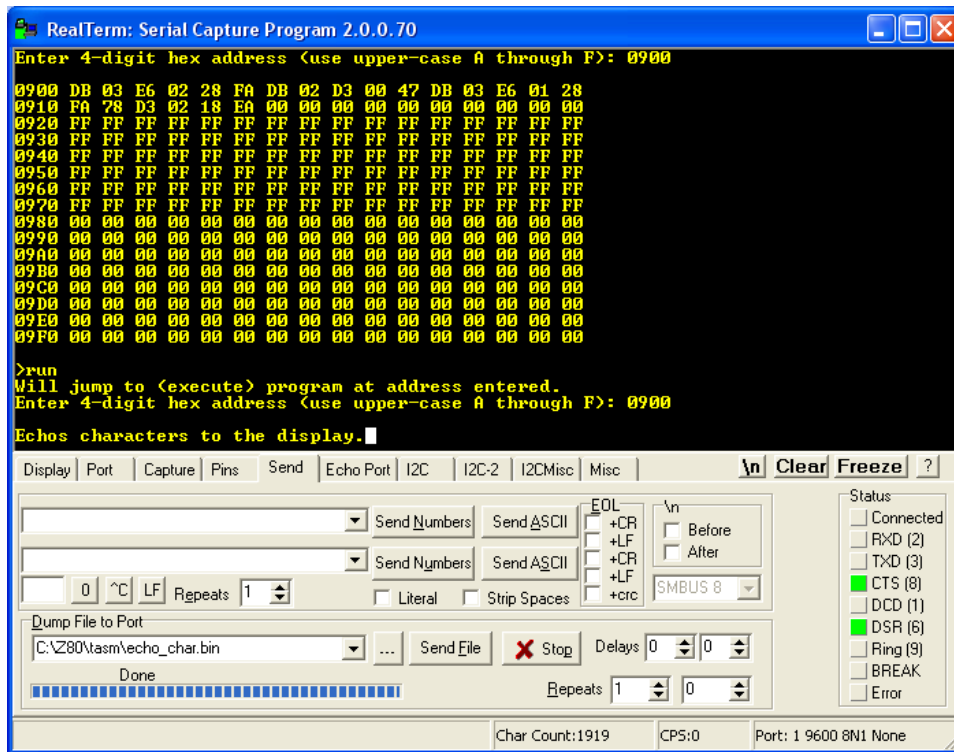 RealTerm: Serial Capture Program 2.0.0.70
Enter 4-digit hex address (use upper-case A through F): 0900
0900 DB 03 E6 02 28 FA DB 02 D3 00 47 DB 03 E6 01 28
0910 FA 78 D3 02 18 EA 00 00 00 00 00 00 00 00 00 00
0920 FF FF FF FF FF FF FF FF FF FF FF FF FF FF FF FF
0930 FF FF FF FF FF FF FF FF FF FF FF FF FF FF FF FF
0940 FF FF FF FF FF FF FF FF FF FF FF FF FF FF FF FF
0950 FF FF FF FF FF FF FF FF FF FF FF FF FF FF FF FF
0960 FF FF FF FF FF FF FF FF FF FF FF FF FF FF FF FF
0970 FF FF FF FF FF FF FF FF FF FF FF FF FF FF FF FF
0980 00 00 00 00 00 00 00 00 00 00 00 00 00 00 00 00
0990 00 00 00 00 00 00 00 00 00 00 00 00 00 00 00 00
09A0 00 00 00 00 00 00 00 00 00 00 00 00 00 00 00 00
09B0 00 00 00 00 00 00 00 00 00 00 00 00 00 00 00 00
09C0 00 00 00 00 00 00 00 00 00 00 00 00 00 00 00 00
09D0 00 00 00 00 00 00 00 00 00 00 00 00 00 00 00 00
09E0 00 00 00 00 00 00 00 00 00 00 00 00 00 00 00 00
09F0 00 00 00 00 00 00 00 00 00 00 00 00 00 00 00 00
>run
Will jump to (execute) program at address entered.
Enter 4-digit hex address (use upper-case A through F): 0900
Echos characters to the display.
Display Port Capture Pins Send Echo Port I2C I2C-2 I2CMisc Misc \n Clear Freeze ?
EOL \n Status
Send Numbers Send ASCII +CR Before Connected
+LF After RXD (2)
Send Numbers Send ASCII +CR TXD (3)
+LF CTS (8)
0 ^C LF Repeats 1 Literal Strip Spaces +crc SMBUS 8 DCD (1)
Dump File to Port DSR (6)
C:\Z80\tasm\echo_char.bin ... Send File Stop Delays 0 0 Ring (9)
Done BREAK
Repeats 1 0 Error
Char Count:1919 CPS:0 Port: 1 9600 8N1 None